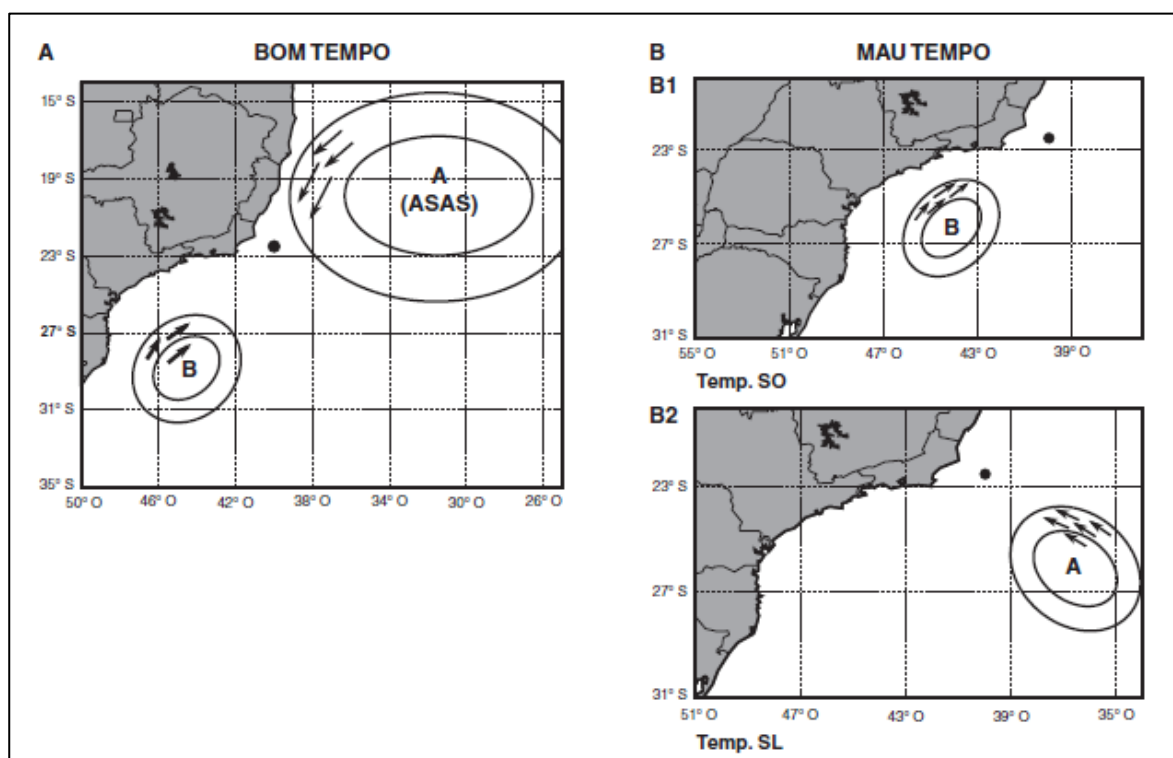 A BOM TEMPO
15° S
19° S
23° S
27° S
31° S
35° S
50° O 46° O 42° O 38° O 34° O 30° O 26° O
A
(ASAS)
B
B MAU TEMPO
B1
23° S
27° S
31° S
55° O 51° O 47° O 43° O 39° O
B
Temp. SO
B2
23° S
27° S
31° S
51° O 47° O 43° O 39° O 35° O
A
Temp. SL